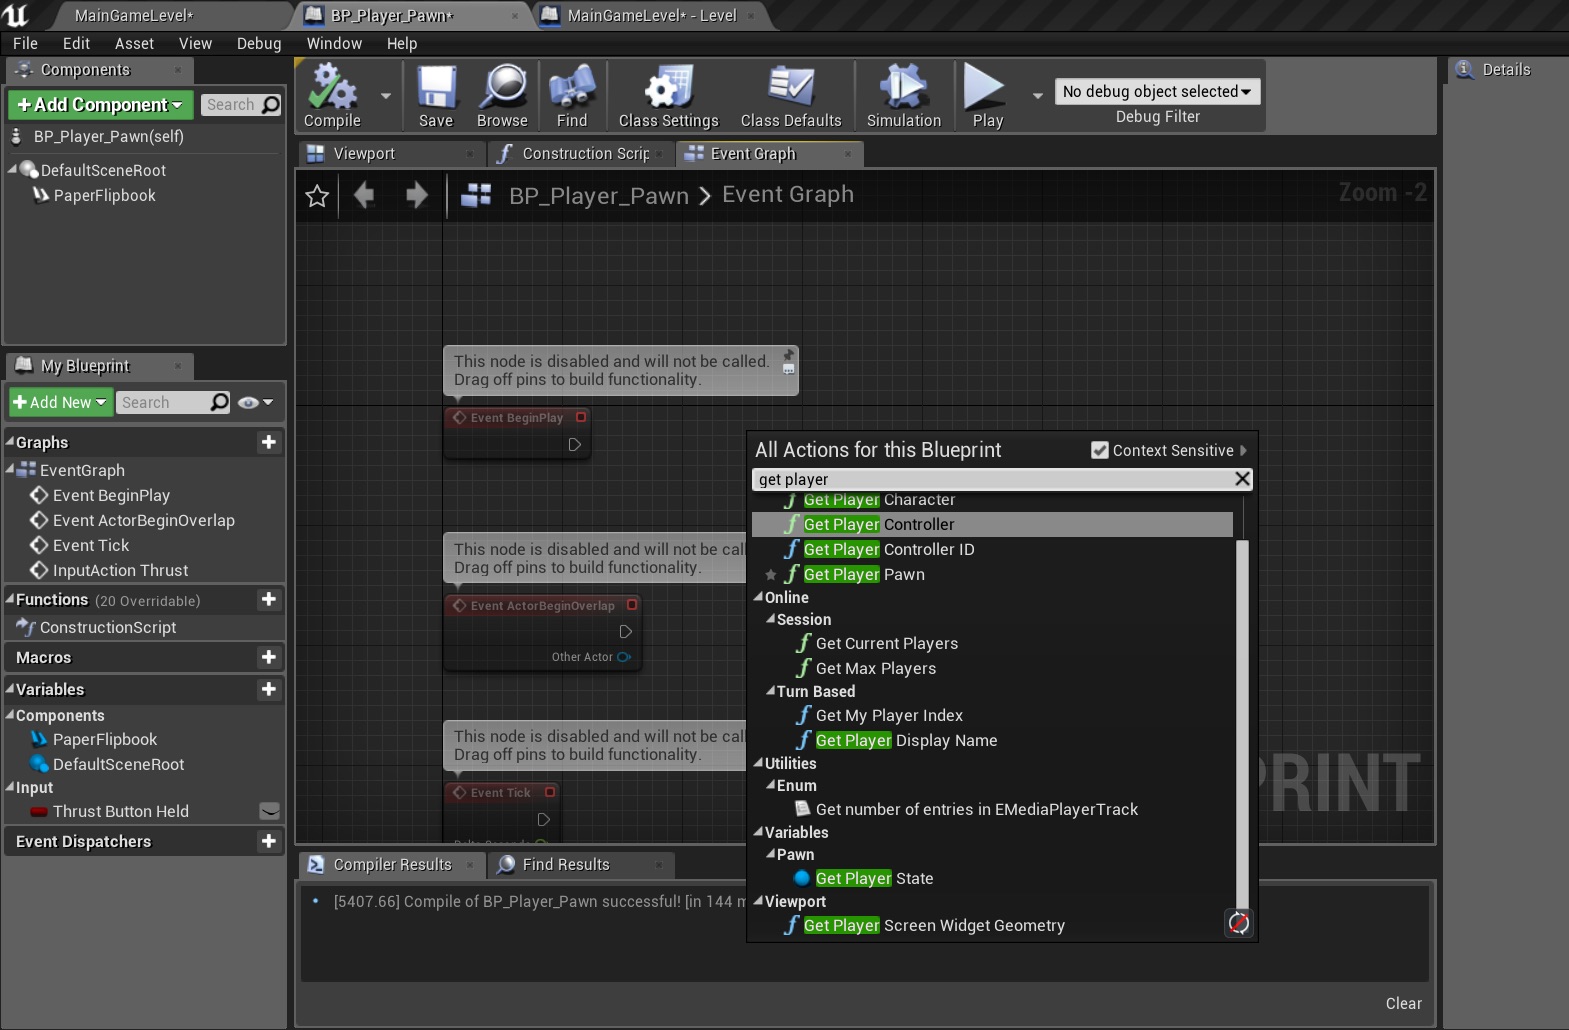 MainGameLevel*
BP_Player_Pawn*
MainGameLevel* - Level
File Edit Asset View Debug Window Help
Components
Details
+Add Component
Search
Compile
Save
Browse
Find
Class Settings
Class Defaults
Simulation
Play
No debug object selected
Debug Filter
BP_Player_Pawn(self)
DefaultSceneRoot
PaperFlipbook
Viewport
Construction Scrip
Event Graph
BP_Player_Pawn > Event Graph
Zoom -2
My Blueprint
+Add New
Search
Graphs
EventGraph
Event BeginPlay
Event ActorBeginOverlap
Event Tick
InputAction Thrust
Functions (20 Overridable)
ConstructionScript
Macros
Variables
Components
PaperFlipbook
DefaultSceneRoot
Input
Thrust Button Held
Event Dispatchers
This node is disabled and will not be called.
Drag off pins to build functionality.
Event BeginPlay
This node is disabled and will not be call
Drag off pins to build functionality.
Event ActorBeginOverlap
Other Actor
This node is disabled and will not be call
Drag off pins to build functionality.
Event Tick
Delta Seconds
All Actions for this Blueprint
Context Sensitive
get player
Get Player Character
Get Player Controller
Get Player Controller ID
Get Player Pawn
Online
Session
Get Current Players
Get Max Players
Turn Based
Get My Player Index
Get Player Display Name
Utilities
Enum
Get number of entries in EMediaPlayerTrack
Variables
Pawn
Get Player State
Viewport
Get Player Screen Widget Geometry
PRINT
Compiler Results
Find Results
[5407.66] Compile of BP_Player_Pawn successful! [in 144 m
Clear